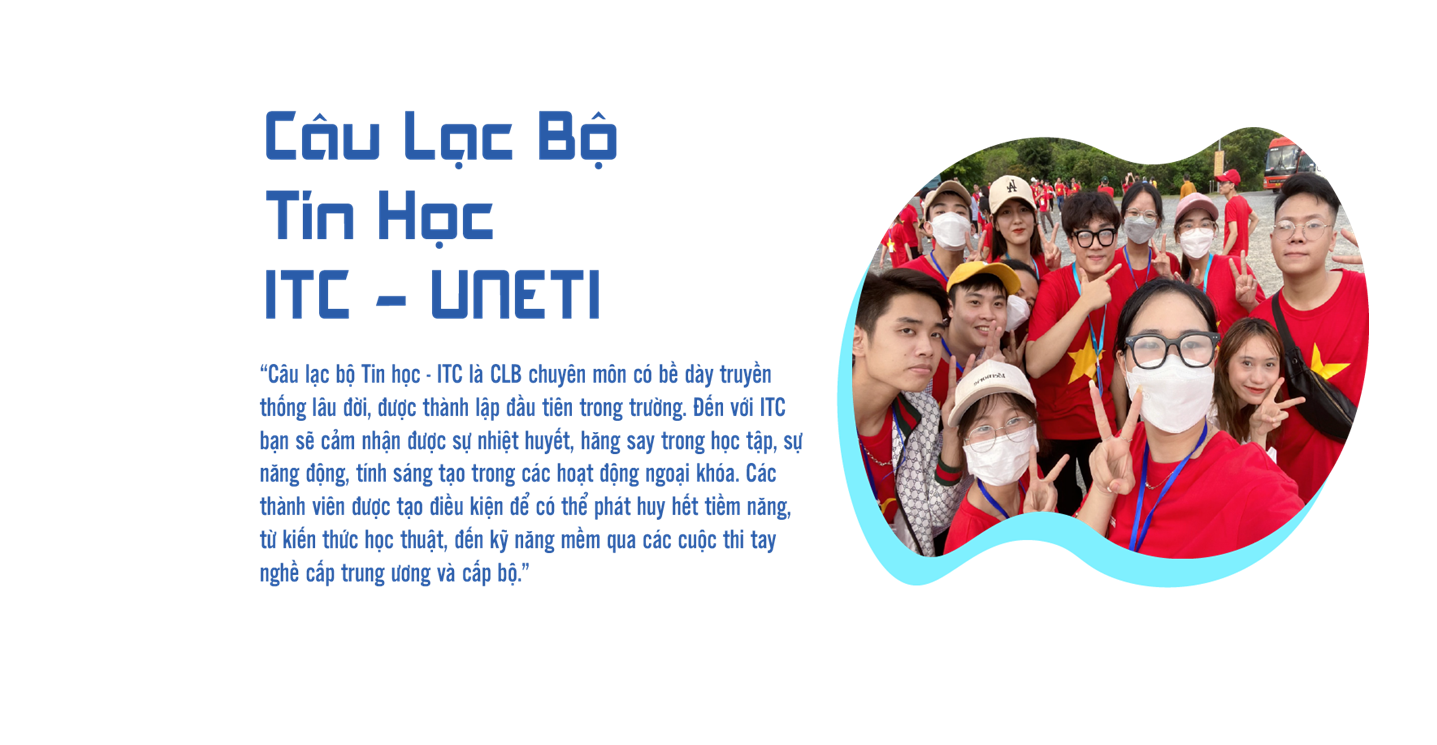 Câu Lạc Bộ
Tin Học
ITC - UNETI
“Câu lạc bộ Tin học - ITC là CLB chuyên môn có bề dày truyền
thống lâu đời, được thành lập đầu tiên trong trường. Đến với ITC
bạn sẽ cảm nhận được sự nhiệt huyết, hăng say trong học tập, sự
năng động, tính sáng tạo trong các hoạt động ngoại khóa. Các
thành viên được tạo điều kiện để có thể phát huy hết tiềm năng,
từ kiến thức học thuật, đến kỹ năng mềm qua các cuộc thi tay
nghề cấp trung ương và cấp bộ.”